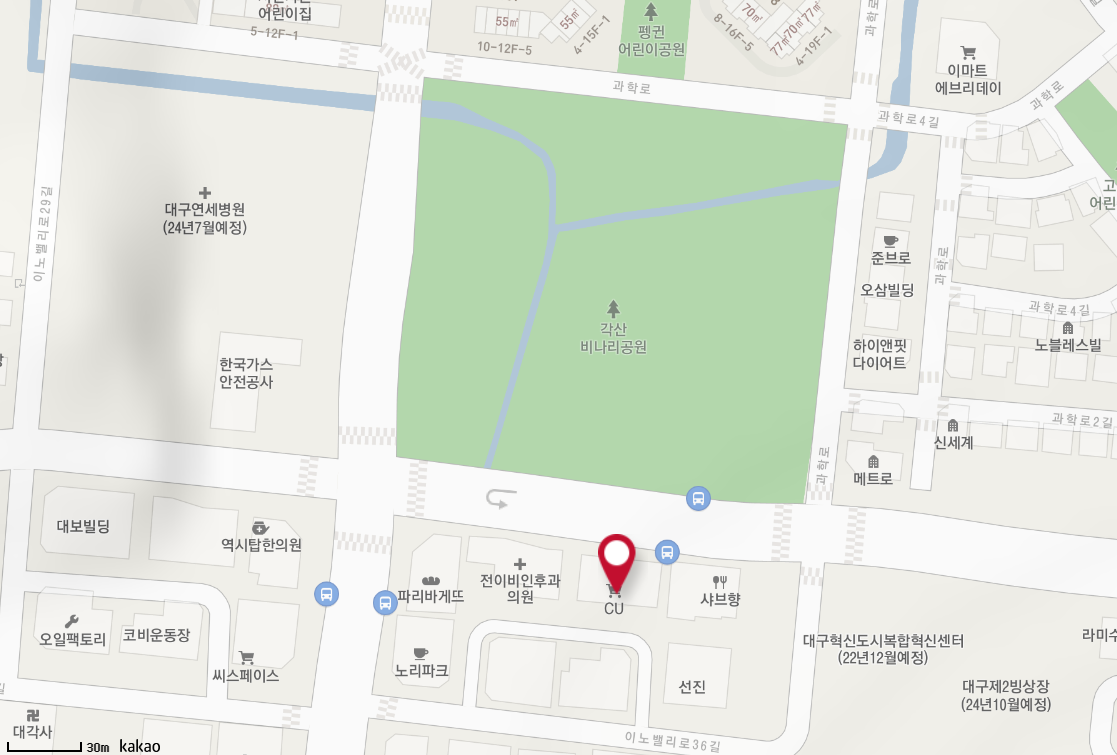 어린이집
5-12F-1
55㎡
55㎡
10-12F-5
4-15F-1
펭귄
어린이공원
70㎡
77㎡70㎡77㎡
8-16F-5
4-19F-1
과학로
이마트
에브리데이
과학로
과학로
과학로4길
이노밸리로29길
대구연세병원
(24년7월예정)
어린
준브로
오삼빌딩
과학로
과학로4길
노블레스빌
각산
비나리공원
하이앤핏
다이어트
한국가스
안전공사
과학로2길
신세계
과학로
메트로
대보빌딩
역시탑한의원
전이비인후과
의원
파리바게뜨
CU
샤브향
오일팩토리
코비운동장
씨스페이스
노리파크
선진
대구혁신도시복합혁신센터
(22년12월예정)
라미수
대구제2빙상장
(24년10월예정)
길
대각사
이노밸리로36길
30m kakao